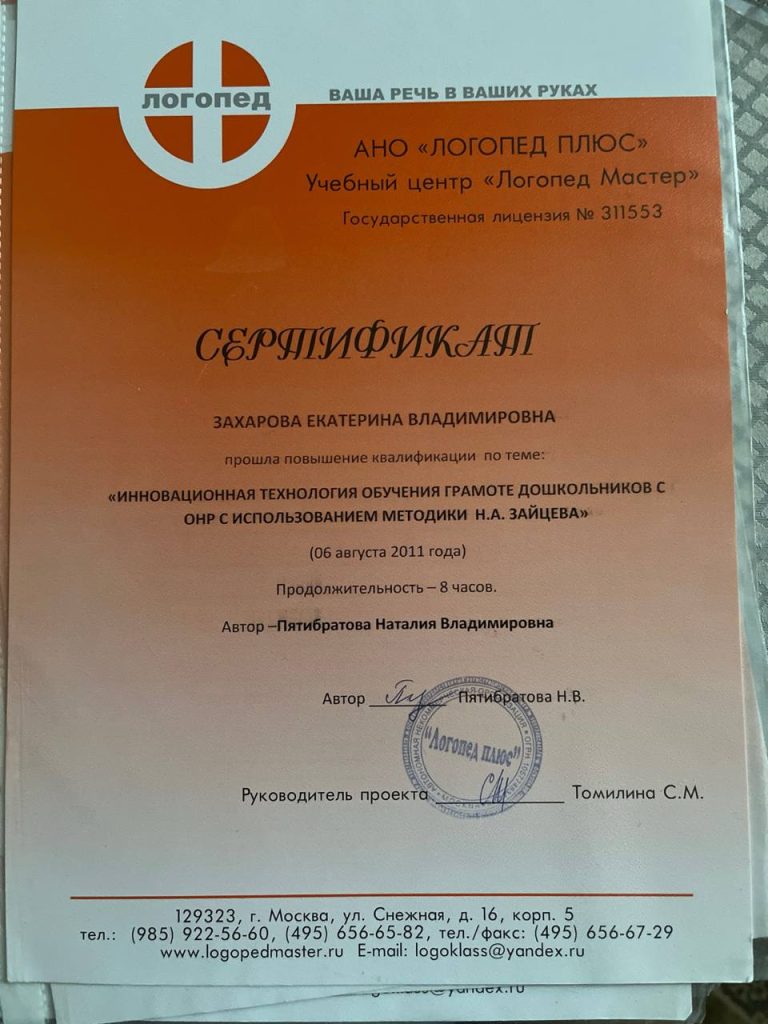 логопед
ВАША РЕЧЬ В ВАШИХ РУКАХ
АНО «ЛОГОПЕД ПЛЮС»
Учебный центр «Логопед Мастер»
Государственная лицензия № 311553
СЕРТИФИКАТ
ЗАХАРОВА ЕКАТЕРИНА ВЛАДИМИРОВНА
прошла повышение квалификации по теме:
«ИННОВАЦИОННАЯ ТЕХНОЛОГИЯ ОБУЧЕНИЯ ГРАМОТЕ ДОШКОЛЬНИКОВ С
ОНР С ИСПОЛЬЗОВАНИЕМ МЕТОДИКИ Н.А. ЗАЙЦЕВА»
(06 августа 2011 года)
Продолжительность – 8 часов.
Автор –Пятибратова Наталия Владимировна
Автор Пятибратова Н.В.
"Логопед плюс"
Руководитель проекта Томилина С.М.
129323, г. Москва, ул. Снежная, д. 16, корп. 5
тел.: (985) 922-56-60, (495) 656-65-82, тел./факс: (495) 656-67-29
www.logopedmaster.ru E-mail: logoklass@yandex.ru